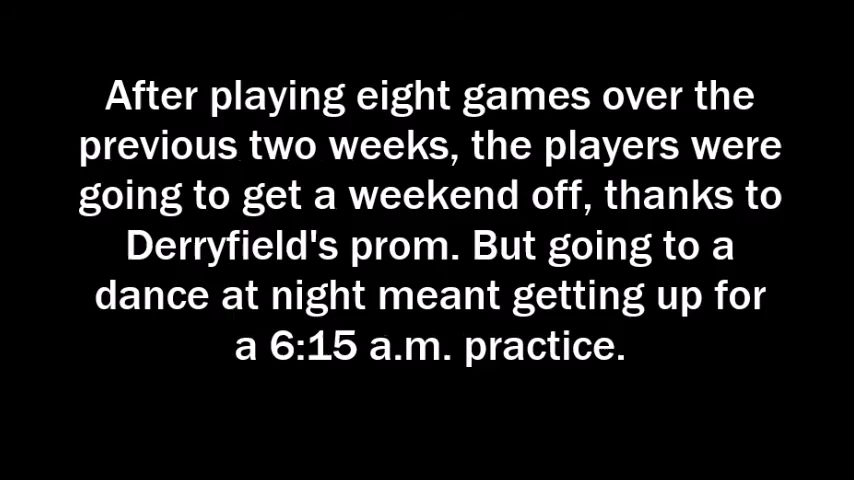 After playing eight games over the
previous two weeks, the players were
going to get a weekend off, thanks to
Derryfield's prom. But going to a
dance at night meant getting up for
a 6:15 a.m. practice.